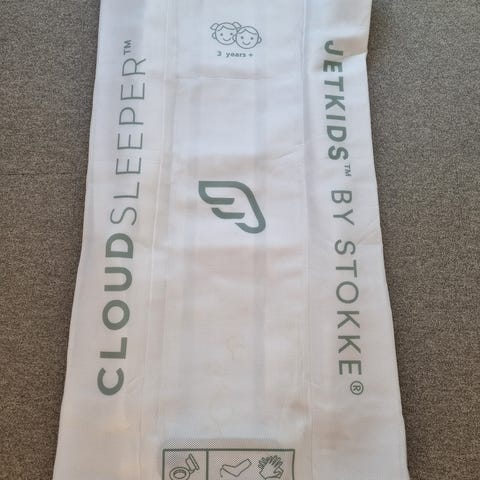 3 years +
CLOUDSLEEPER™
JETKIDS™ BY STOKKE®